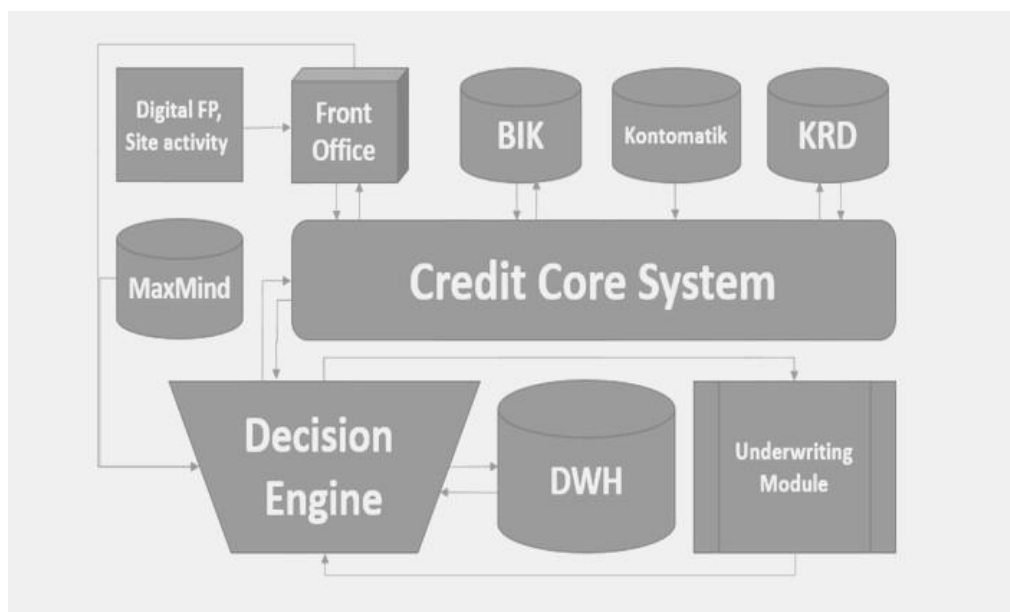 Digital FP,
Site activity
Front
Office
BIK
Kontomatik
KRD
MaxMind
Credit Core System
Decision
Engine
DWH
Underwriting
Module